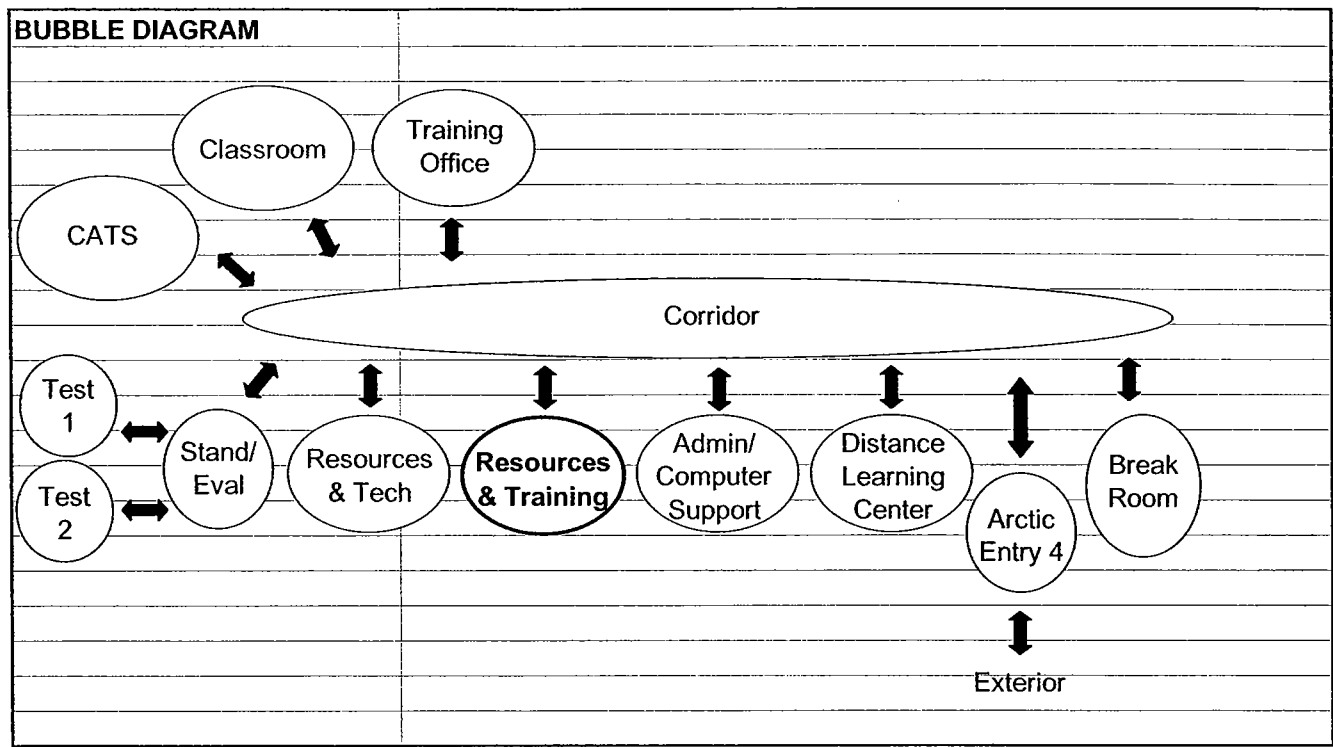 BUBBLE DIAGRAM
Classroom
Training
Office
CATS
Corridor
Test
1
Test
2
Stand/
Eval
Resources
& Tech
Resources
& Training
Admin/
Computer
Support
Distance
Learning
Center
Arctic
Entry 4
Break
Room
Exterior